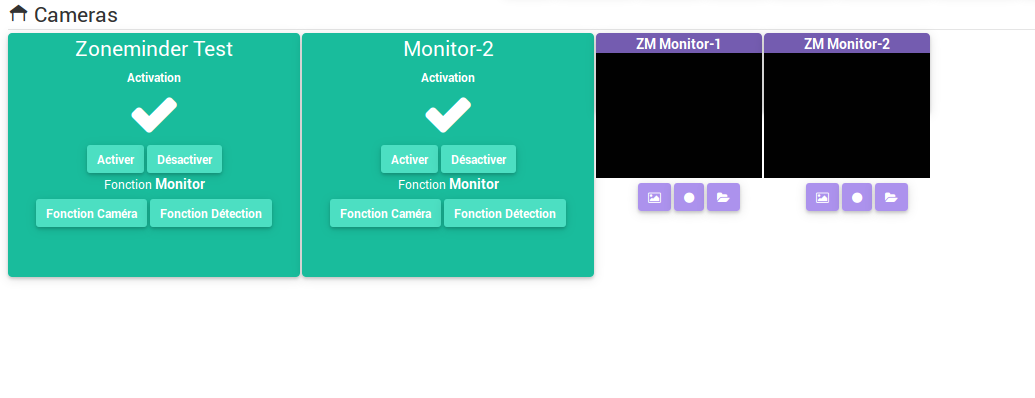 Cameras
Zoneminder Test
Activation
Activer Désactiver
Fonction Monitor
Fonction Caméra Fonction Détection
Monitor-2
Activation
Activer Désactiver
Fonction Monitor
Fonction Caméra Fonction Détection
ZM Monitor-1
ZM Monitor-2